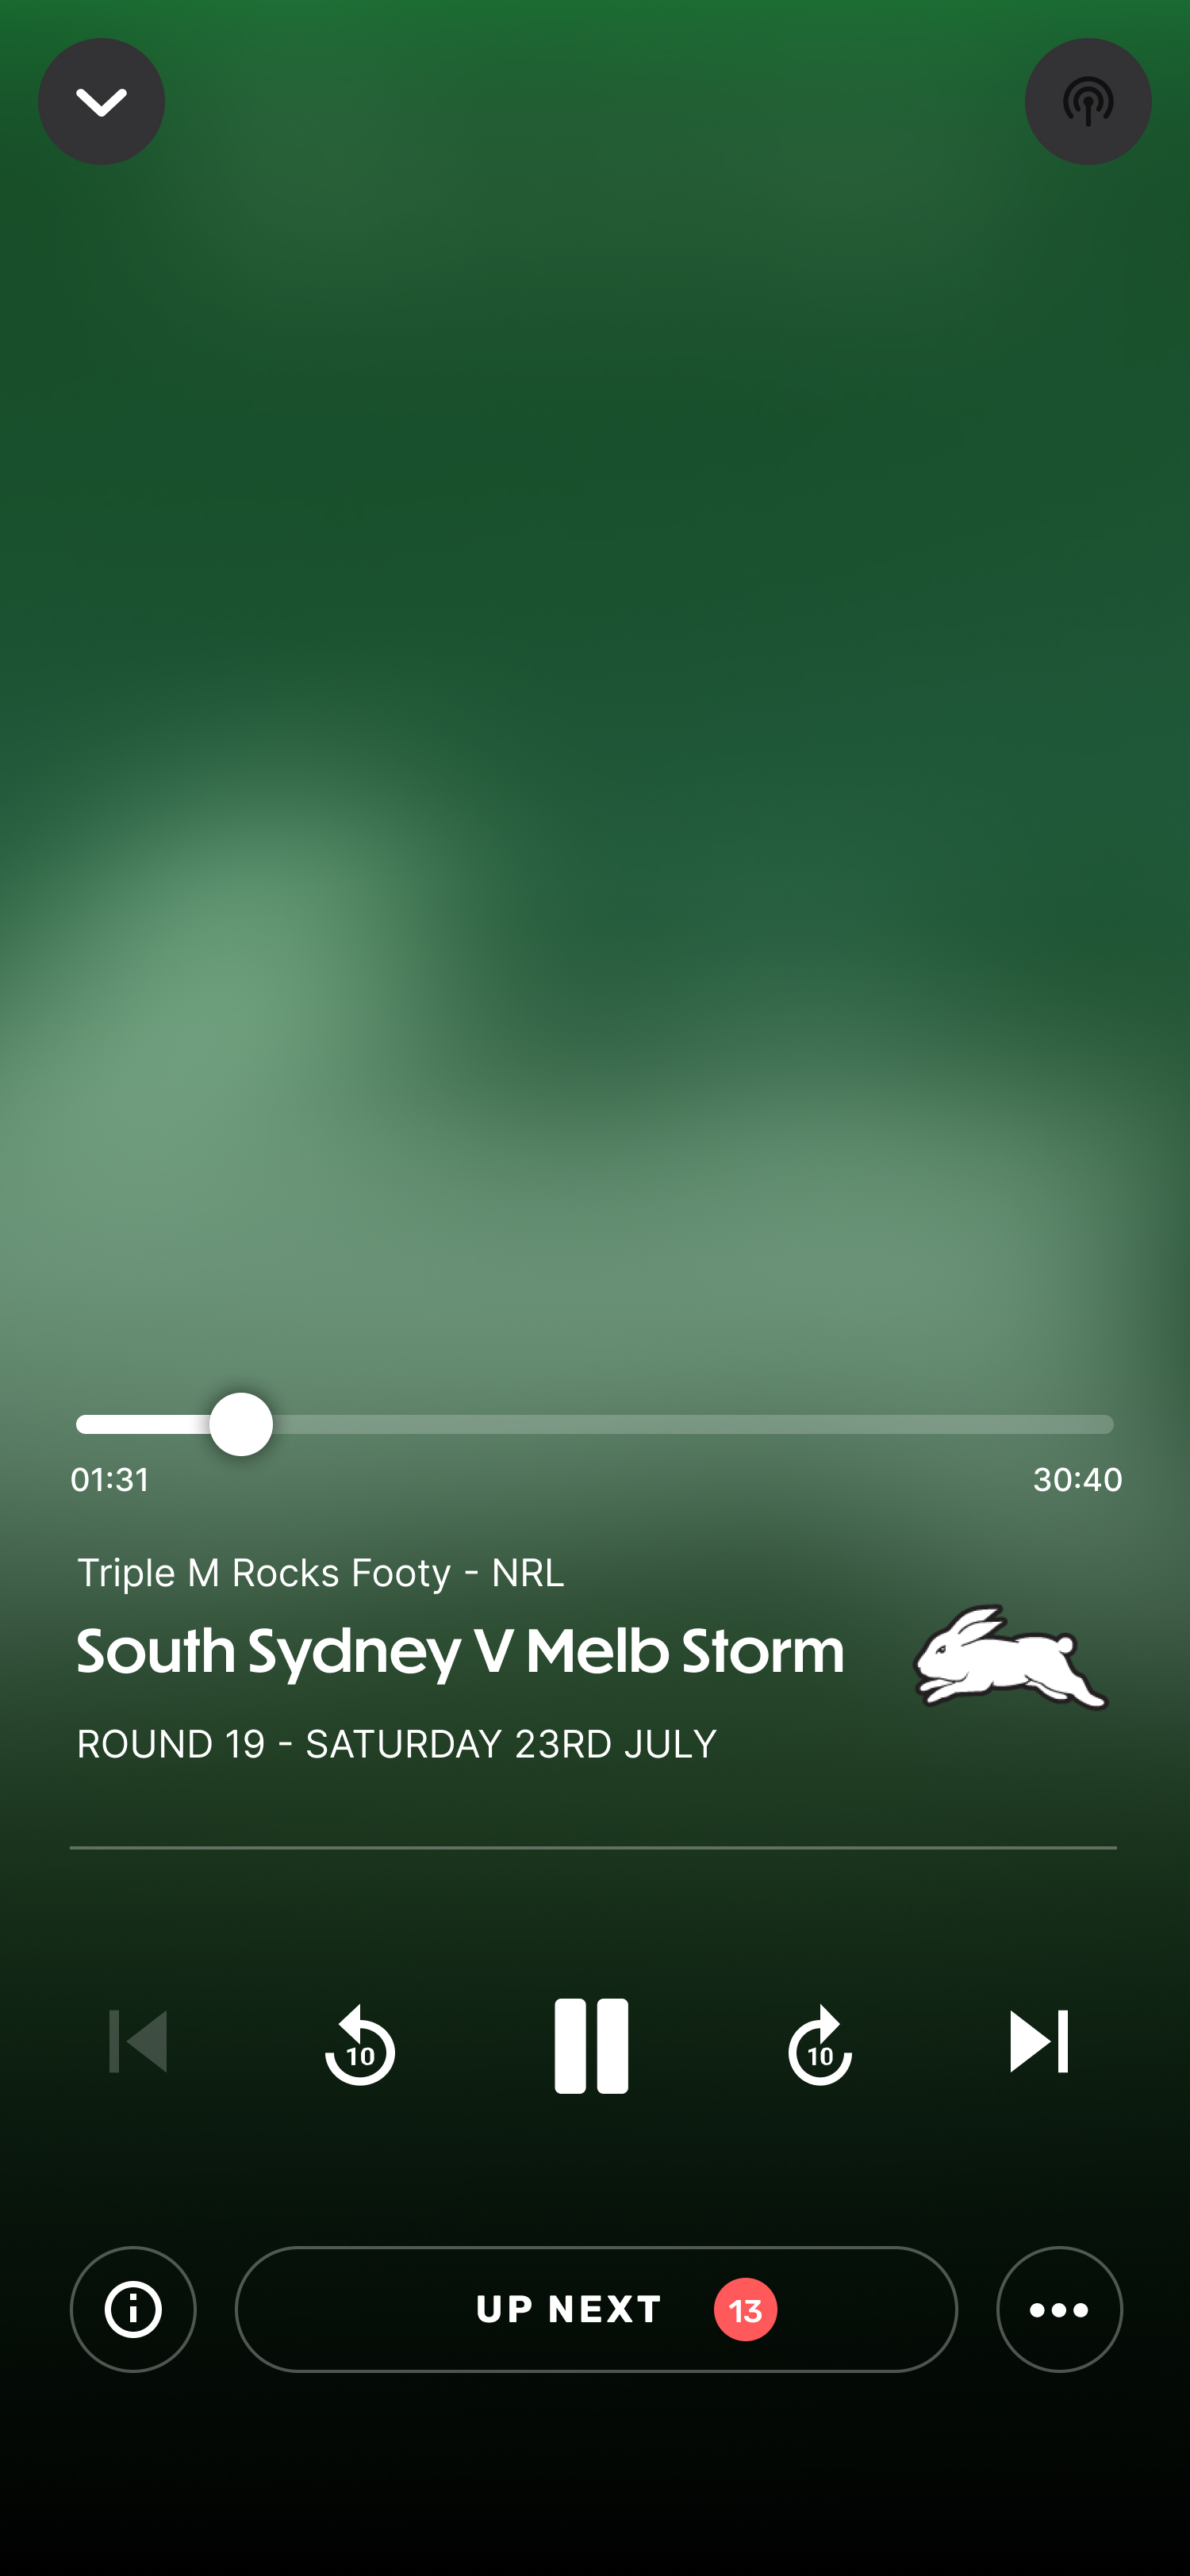 01:31 30:40
Triple M Rocks Footy - NRL
South Sydney V Melb Storm
ROUND 19 - SATURDAY 23RD JULY
10 10
UP NEXT 13